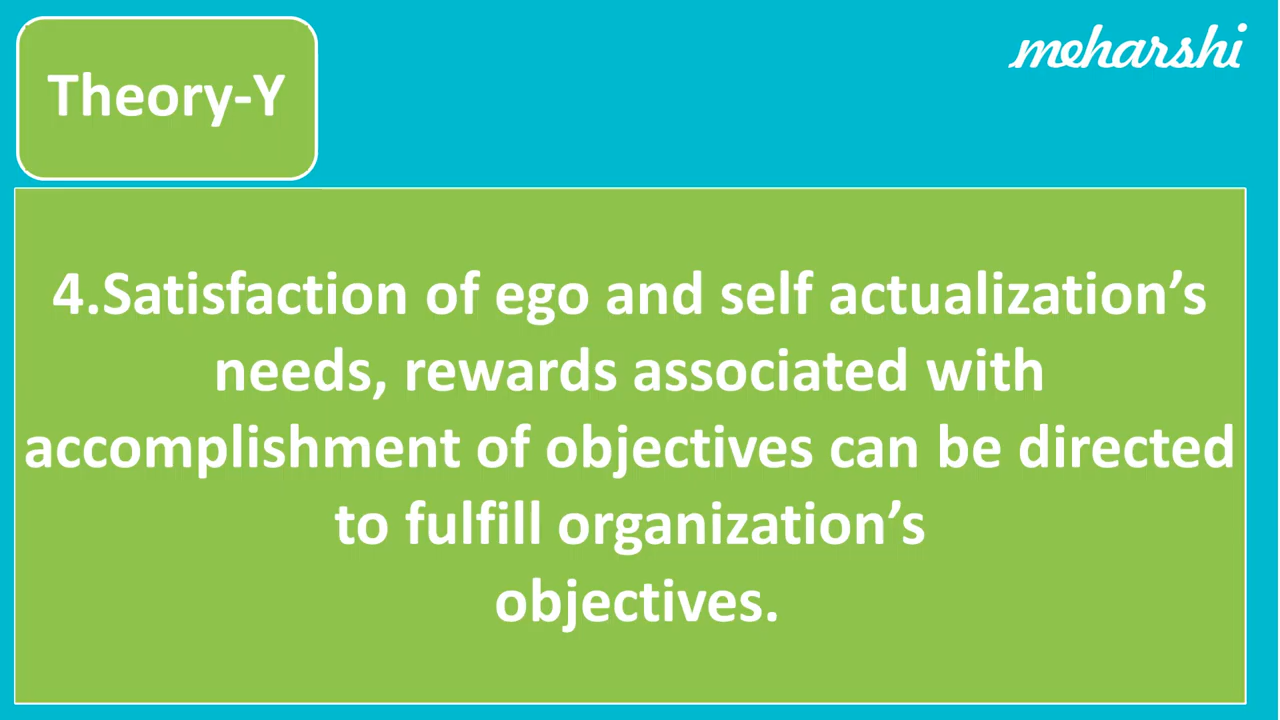 Theory-Y
meharshi
4.Satisfaction of ego and self actualization’s
needs, rewards associated with
accomplishment of objectives can be directed
to fulfill organization’s
objectives.